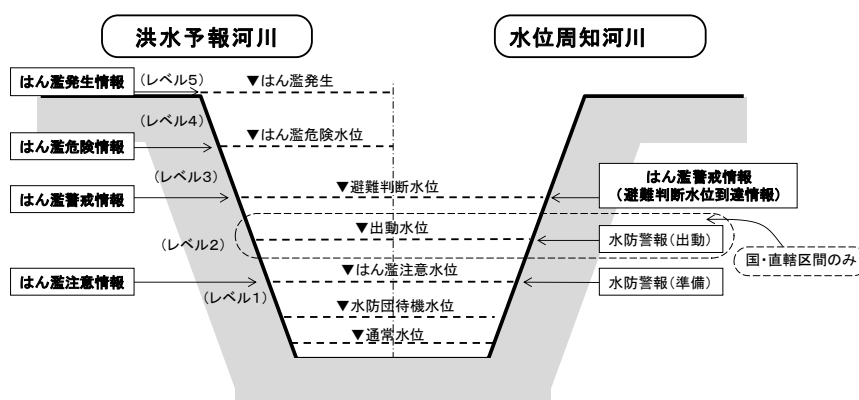 洪水予報河川
水位周知河川
はん濫発生情報
(レベル5)
▼はん濫発生
(レベル4)
▼はん濫危険水位
はん濫危険情報
(レベル3)
▼避難判断水位
はん濫警戒情報
はん濫警戒情報
(避難判断水位到達情報)
▼出動水位
水防警報(出動)
(レベル2)
国・直轄区間のみ
▼はん濫注意水位
はん濫注意情報
水防警報(準備)
(レベル1)
▼水防団待機水位
▼通常水位